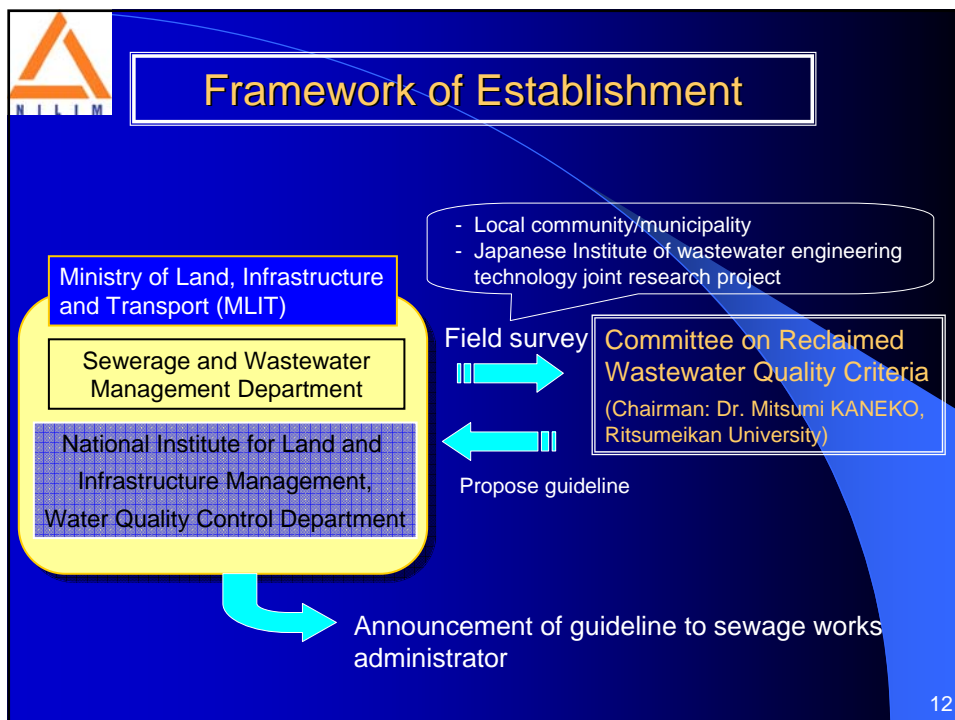 NILIM
Framework of Establishment
- Local community/municipality
- Japanese Institute of wastewater engineering
technology joint research project
Ministry of Land, Infrastructure
and Transport (MLIT)
Sewerage and Wastewater
Management Department
National Institute for Land and
Infrastructure Management,
Water Quality Control Department
Field survey
Propose guideline
Committee on Reclaimed
Wastewater Quality Criteria
(Chairman: Dr. Mitsumi KANEKO,
Ritsumeikan University)
Announcement of guideline to sewage works
administrator
12